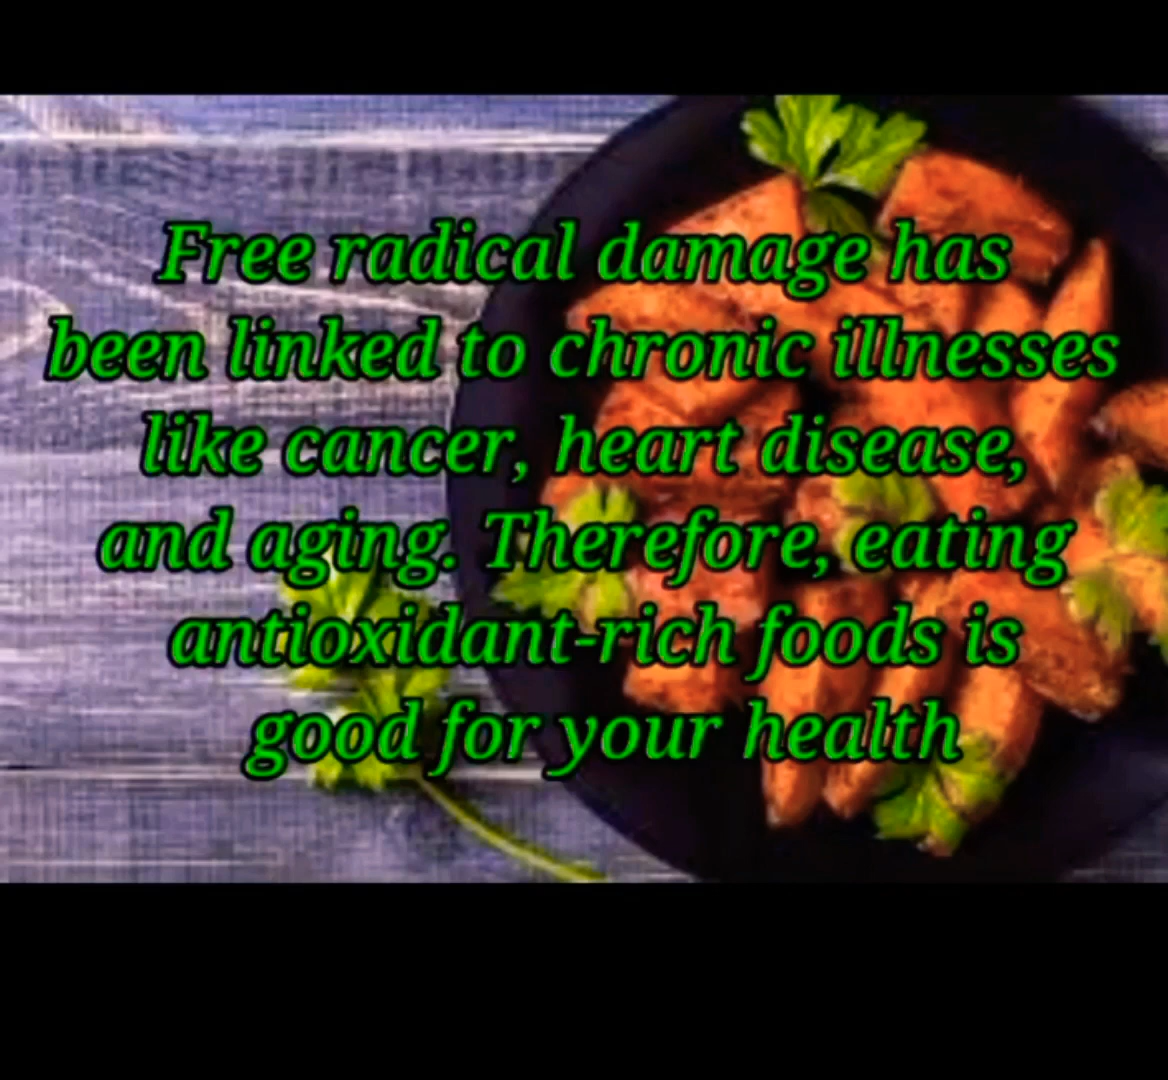 Free radical damage has
been linked to chronic illnesses
like cancer, heart disease,
and aging. Therefore, eating
antioxidant-rich foods is
good for your health